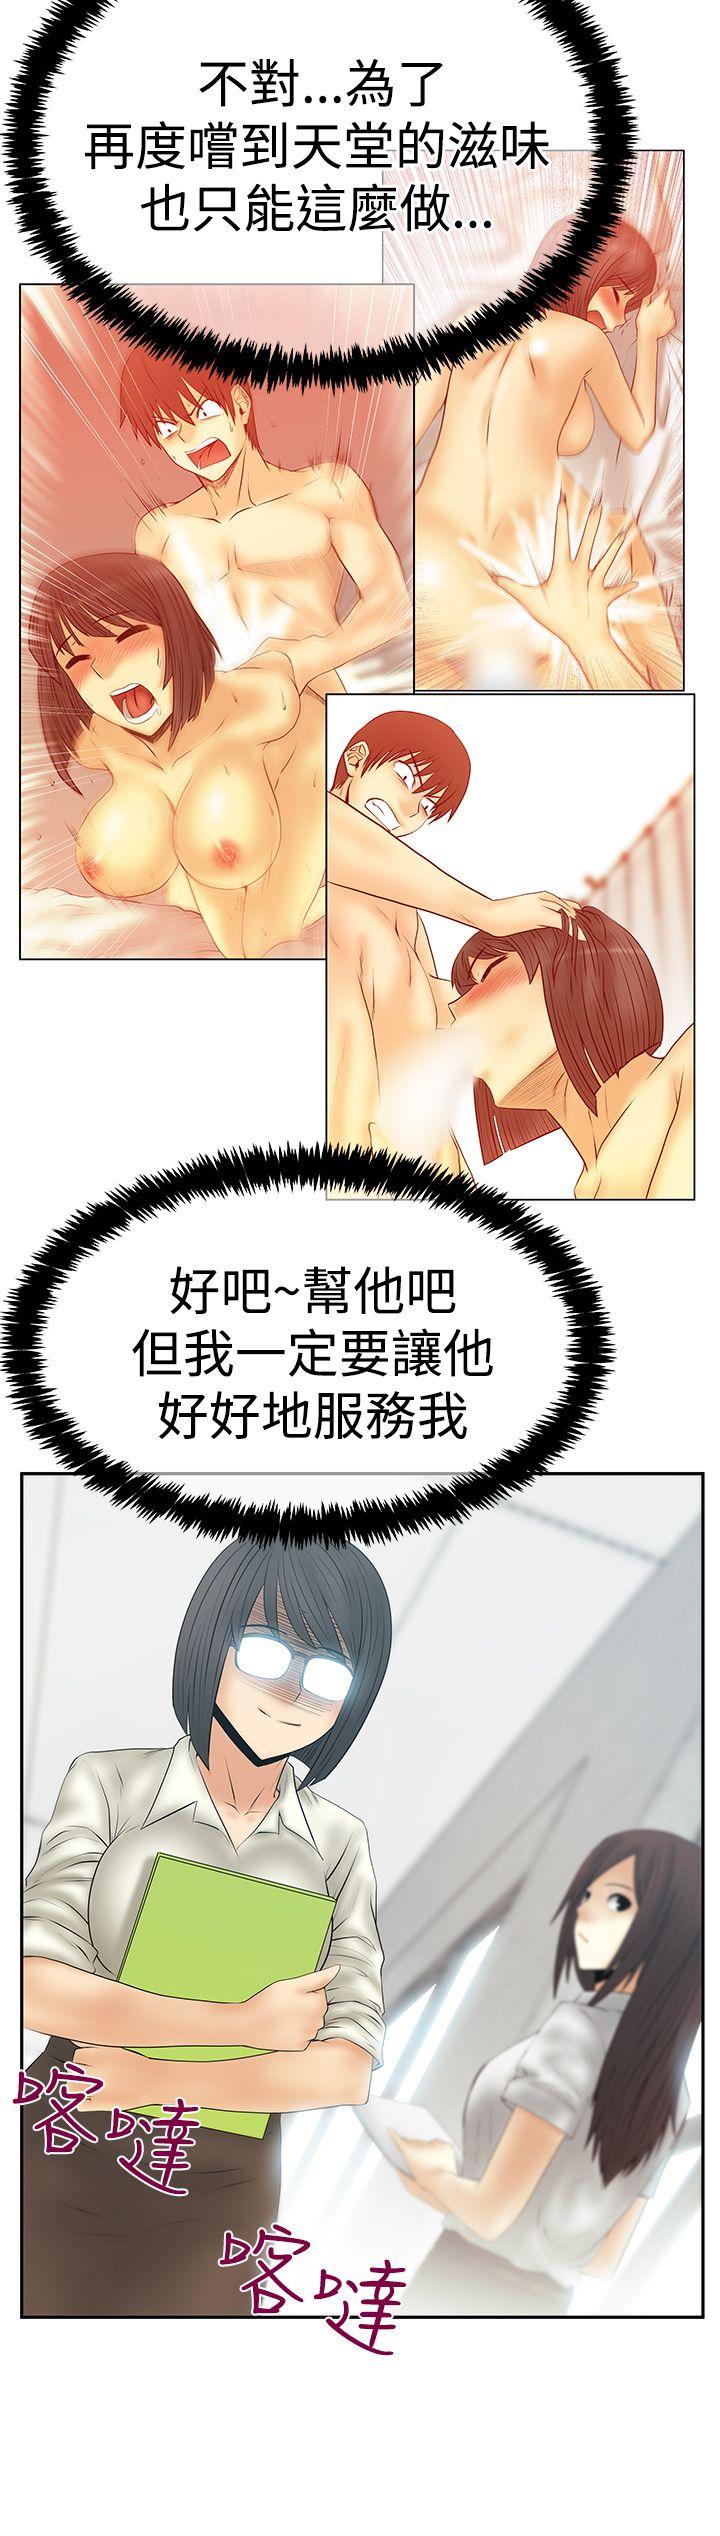 不對...為了
再度嚐到天堂的滋味
也只能這麼做...
好吧~幫他吧
但我一定要讓他
好好地服務我
喀噠
喀噠